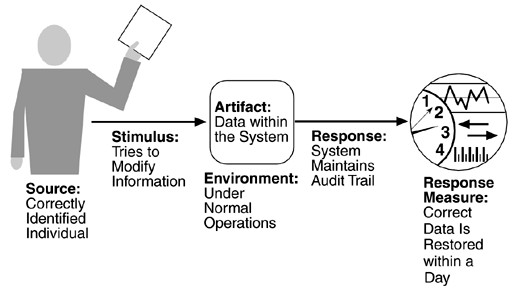 Source:
Correctly
Identified
Individual
Stimulus:
Tries to
Modify
Information
Artifact:
Data within
the System
Environment:
Under
Normal
Operations
Response:
System
Maintains
Audit Trail
1
2
3
4
Response
Measure:
Correct
Data Is
Restored
within a
Day